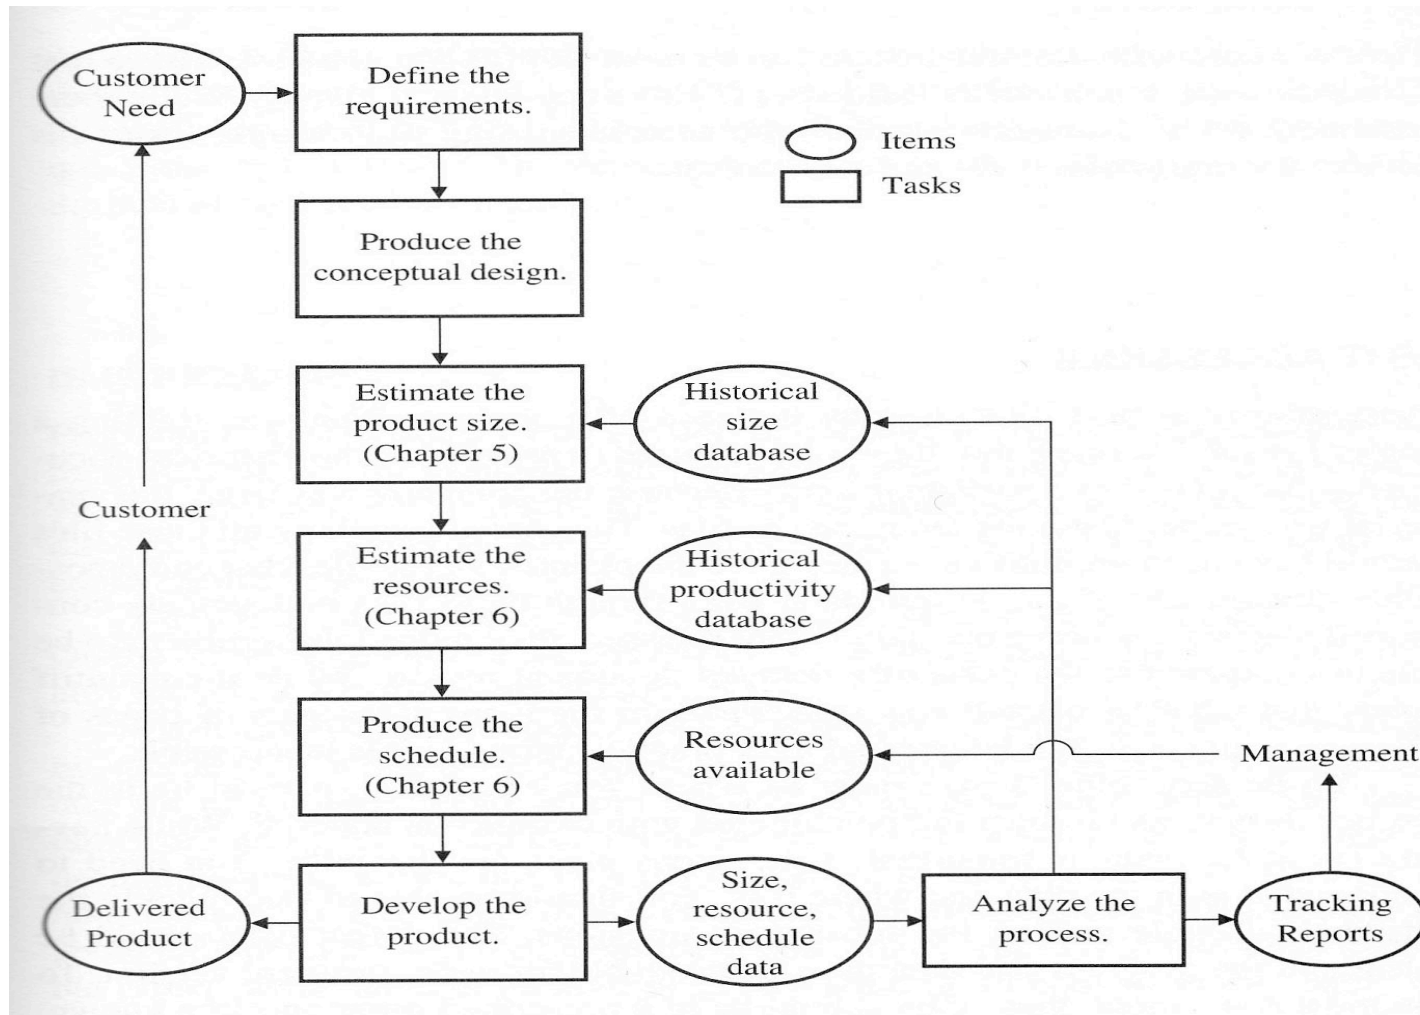 Customer
Need
Define the
requirements.
Items
Tasks
Produce the
conceptual design.
Estimate the
product size.
(Chapter 5)
Historical
size
database
Customer
Estimate the
resources.
(Chapter 6)
Historical
productivity
database
Produce the
schedule.
(Chapter 6)
Resources
available
Management
Delivered
Product
Develop the
product.
Size,
resource,
schedule
data
Analyze the
process.
Tracking
Reports